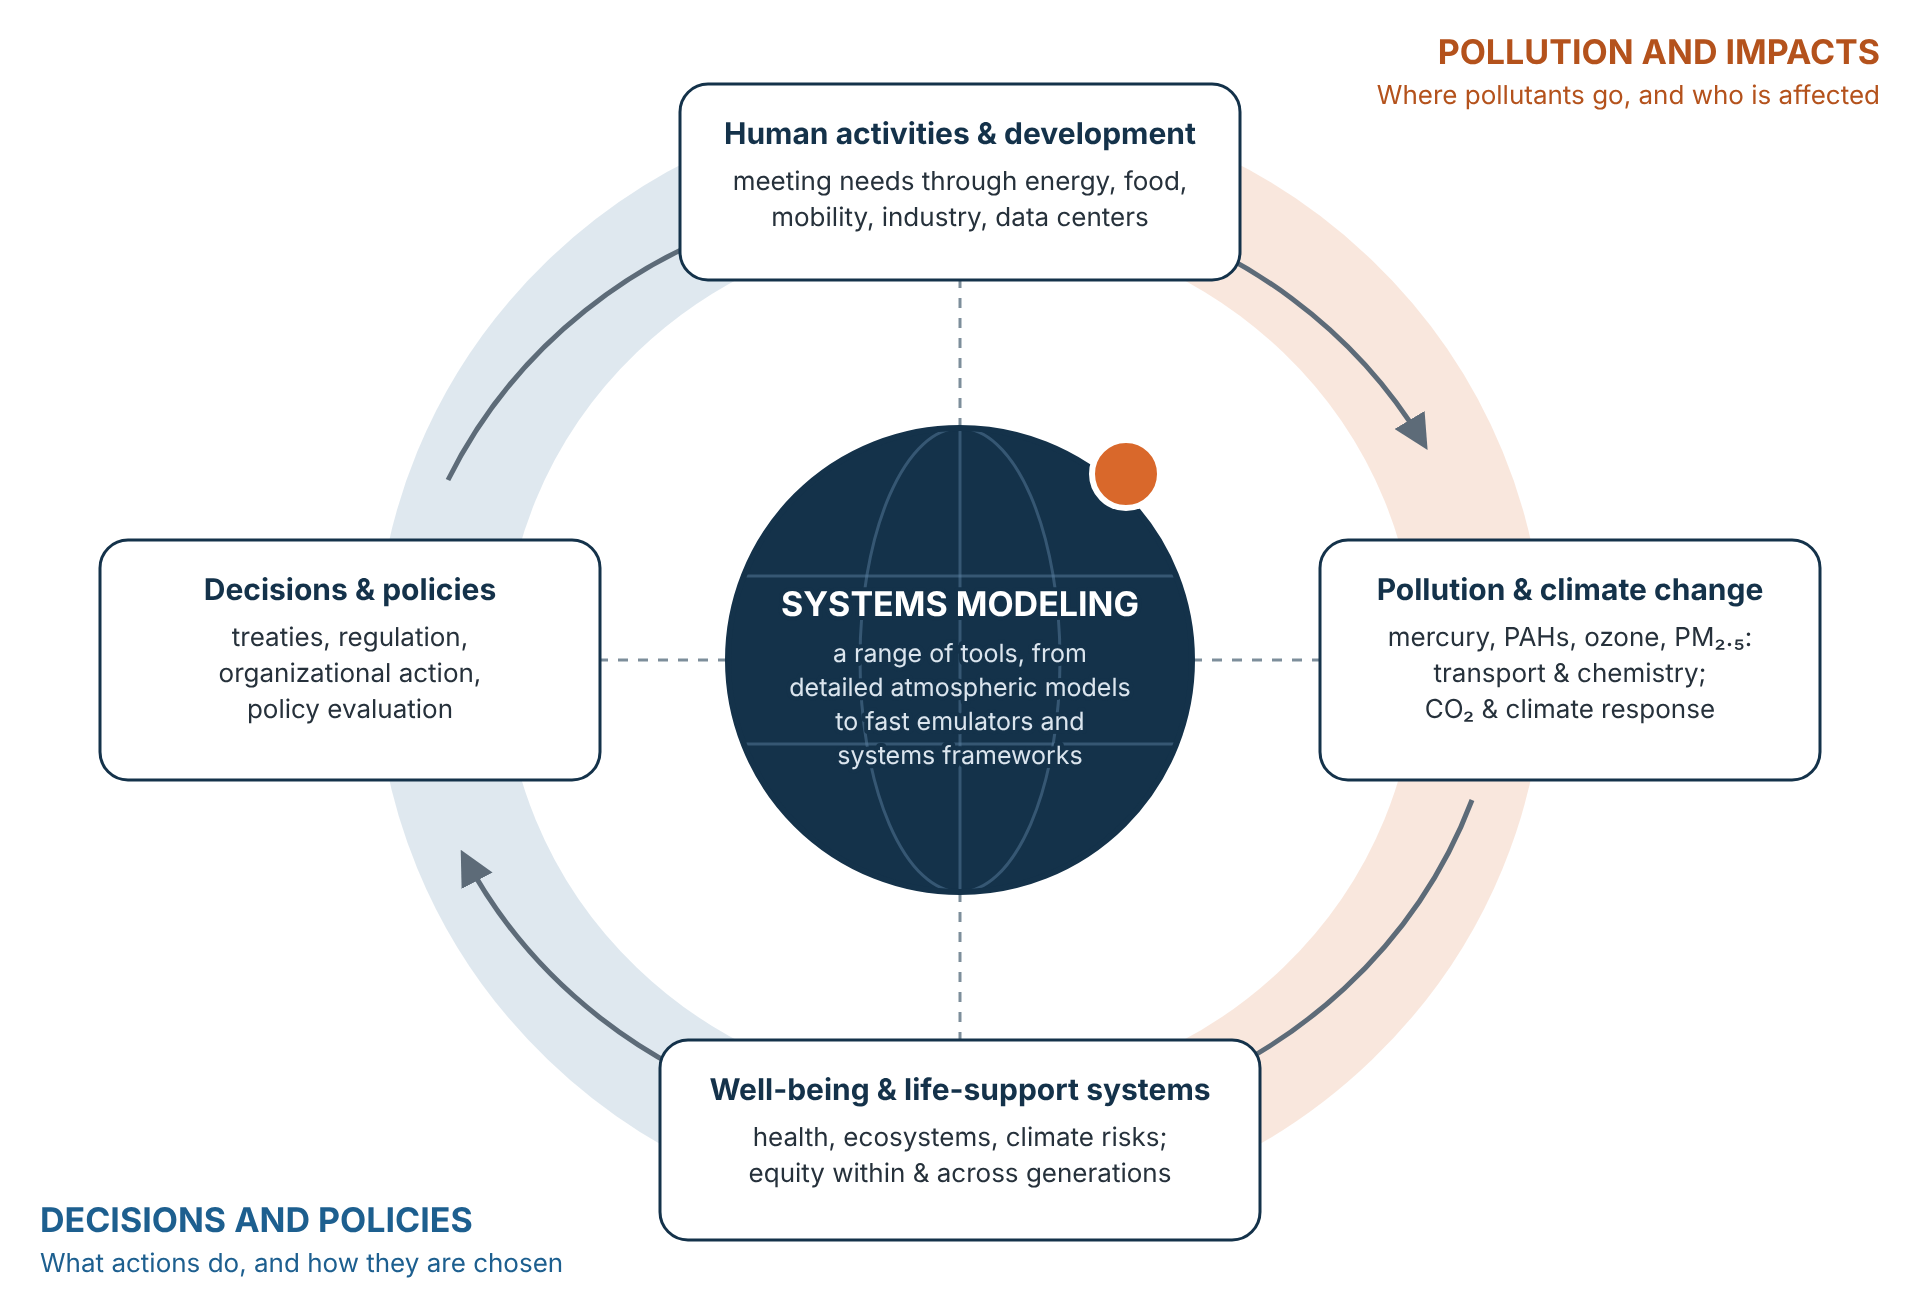 POLLUTION AND IMPACTS
Where pollutants go, and who is affected
Human activities & development
meeting needs through energy, food,
mobility, industry, data centers
Decisions & policies
treaties, regulation,
organizational action,
policy evaluation
SYSTEMS MODELING
a range of tools, from
detailed atmospheric models
to fast emulators and
systems frameworks
Pollution & climate change
mercury, PAHs, ozone, PM₂.₅:
transport & chemistry;
CO₂ & climate response
Well-being & life-support systems
health, ecosystems, climate risks;
equity within & across generations
DECISIONS AND POLICIES
What actions do, and how they are chosen